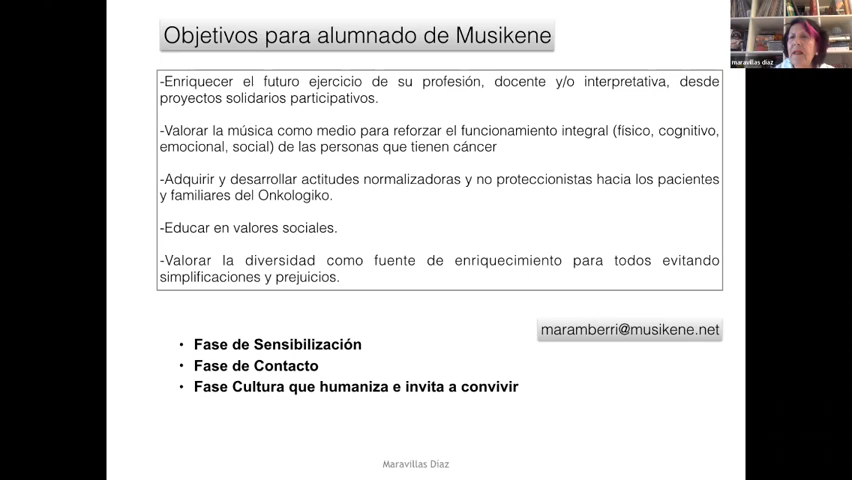 Objetivos para alumnado de Musikene
maravillas díaz
-Enriquecer el futuro ejercicio de su profesión, docente y/o interpretativa, desde
proyectos solidarios participativos.
-Valorar la música como medio para reforzar el funcionamiento integral (físico, cognitivo,
emocional, social) de las personas que tienen cáncer
-Adquirir y desarrollar actitudes normalizadoras y no proteccionistas hacia los pacientes
y familiares del Onkologiko.
-Educar en valores sociales.
-Valorar la diversidad como fuente de enriquecimiento para todos evitando
simplificaciones y prejuicios.
maramberri@musikene.net
• Fase de Sensibilización
• Fase de Contacto
• Fase Cultura que humaniza e invita a convivir
Maravillas Díaz